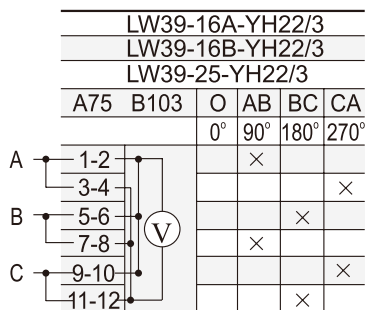 LW39-16A-YH22/3
LW39-16B-YH22/3
LW39-25-YH22/3
A75 B103 O AB BC CA
0° 90° 180° 270°
A 1-2 ×
3-4 ×
B 5-6 ×
7-8 ×
V
C 9-10 ×
11-12 ×